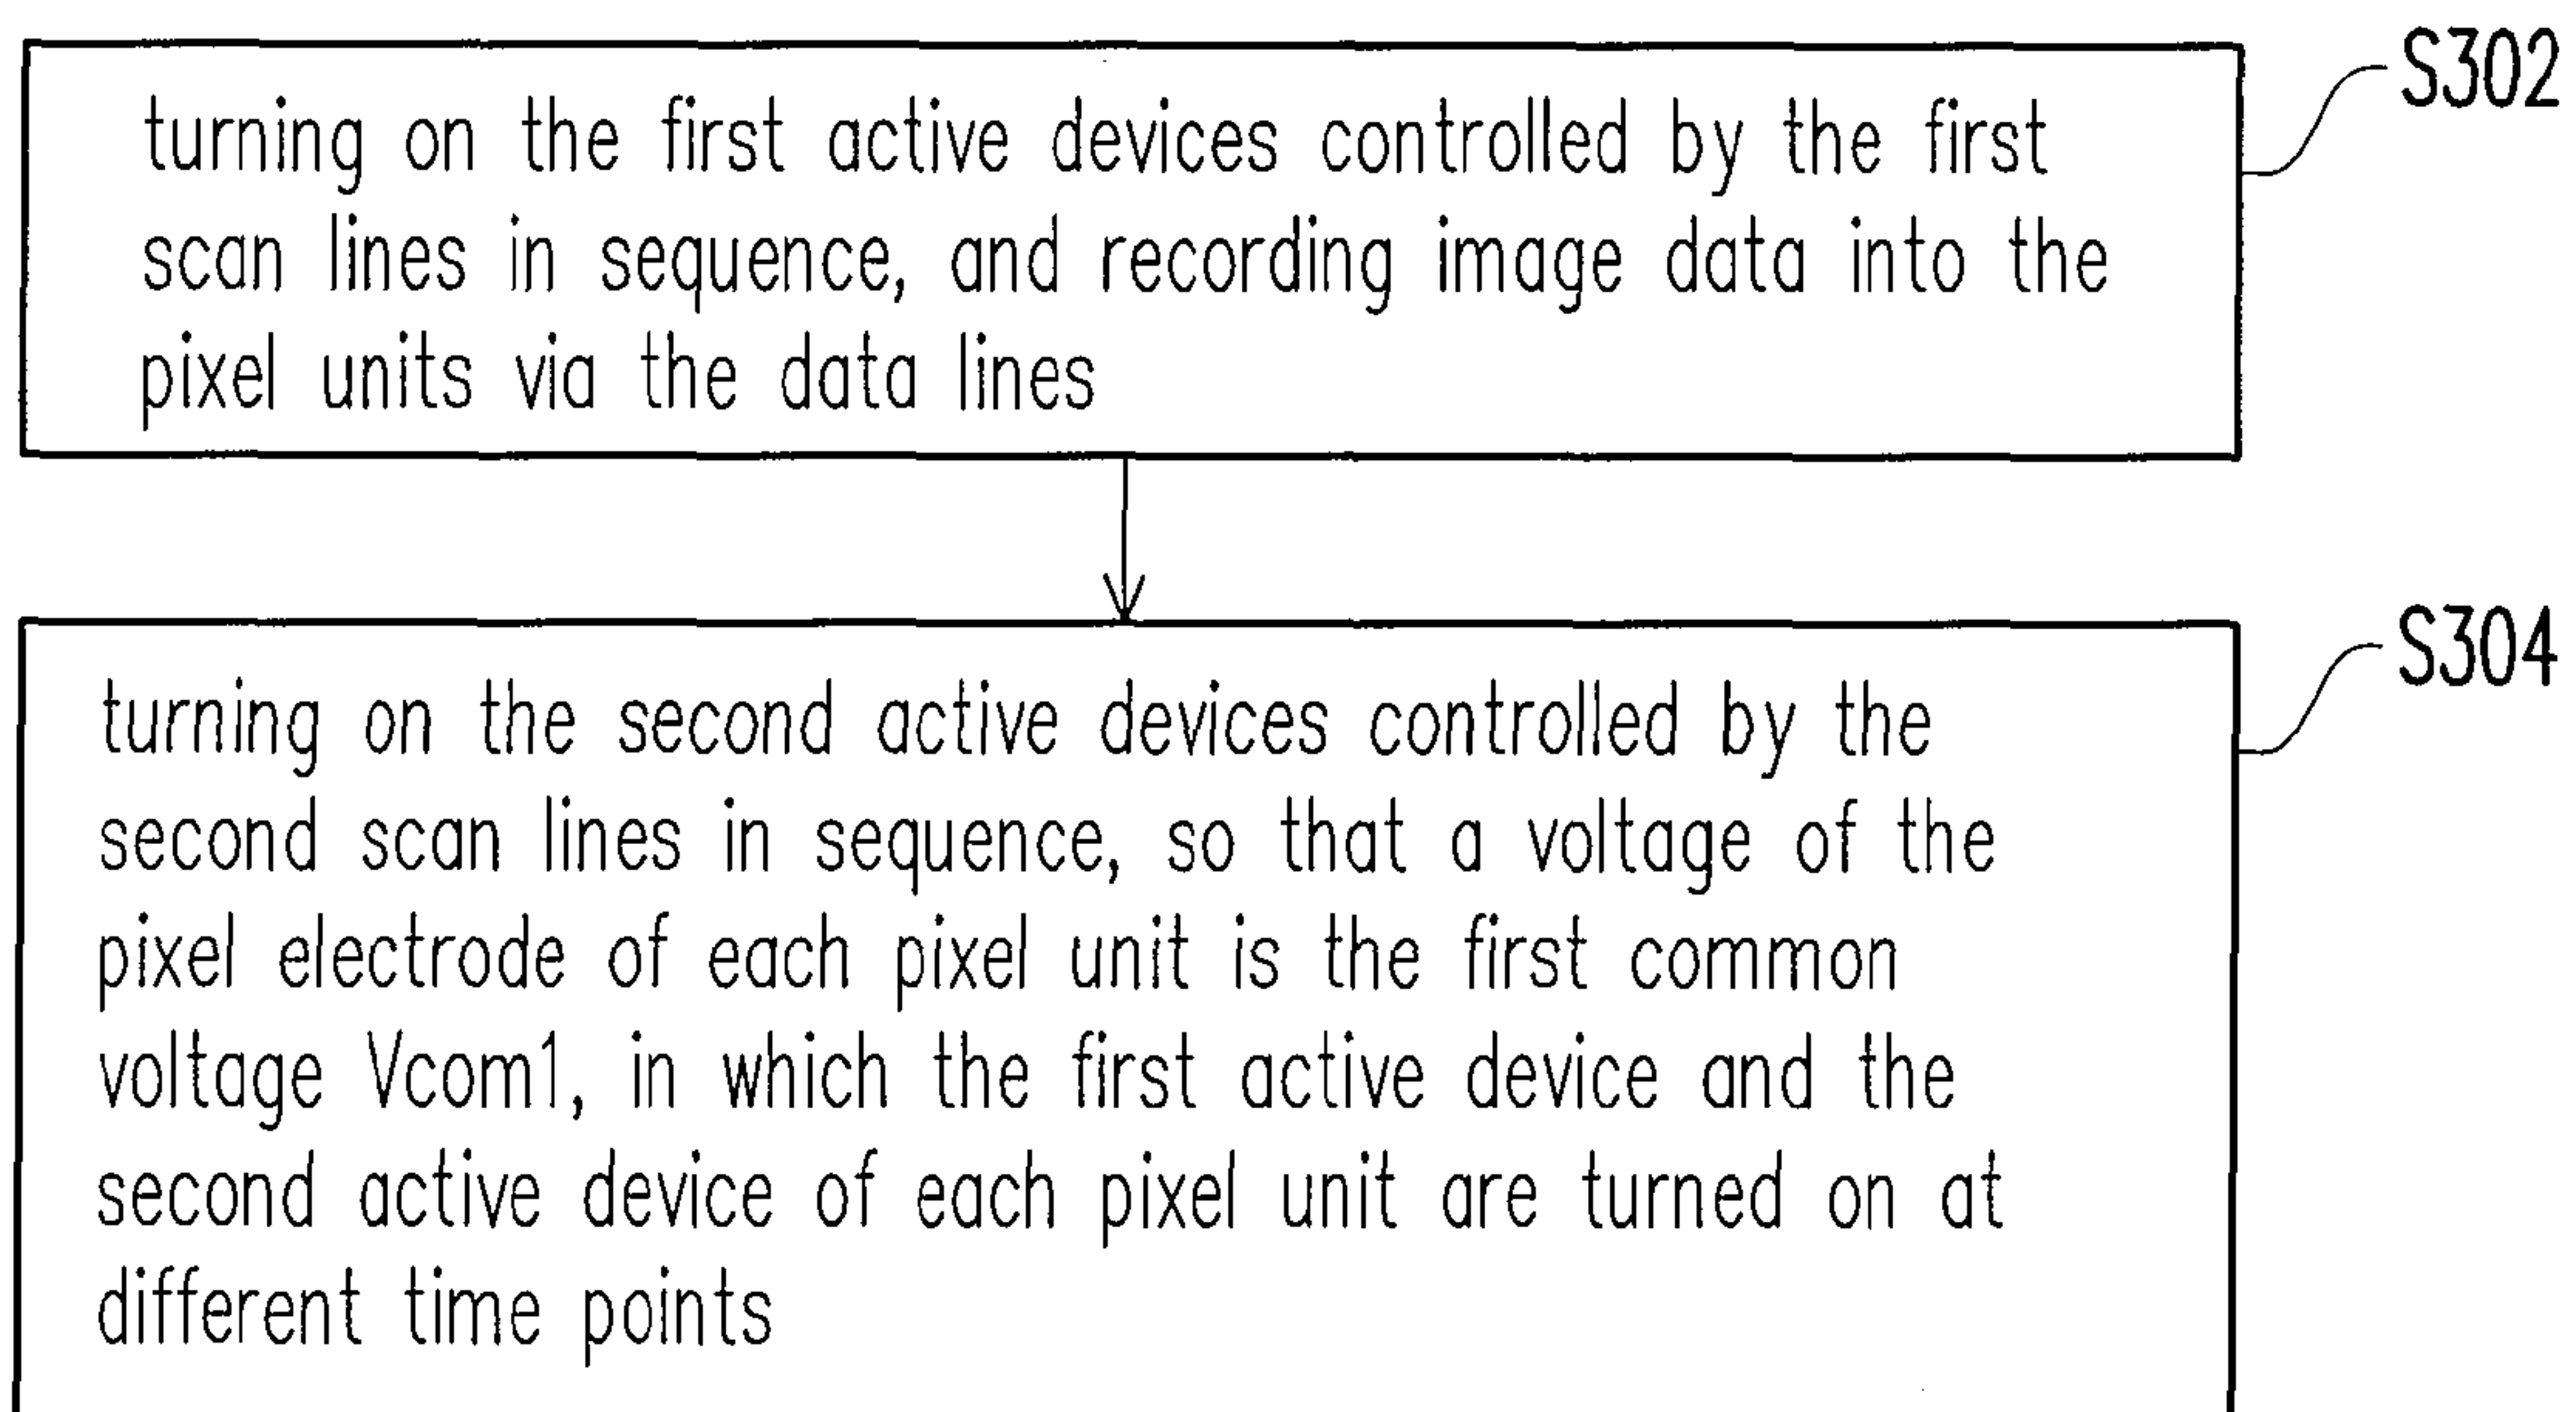 S302
turning on the first active devices controlled by the first
scan lines in sequence, and recording image data into the
pixel units via the data lines
S304
turning on the second active devices controlled by the
second scan lines in sequence, so that a voltage of the
pixel electrode of each pixel unit is the first common
voltage Vcom1, in which the first active device and the
second active device of each pixel unit are turned on at
different time points